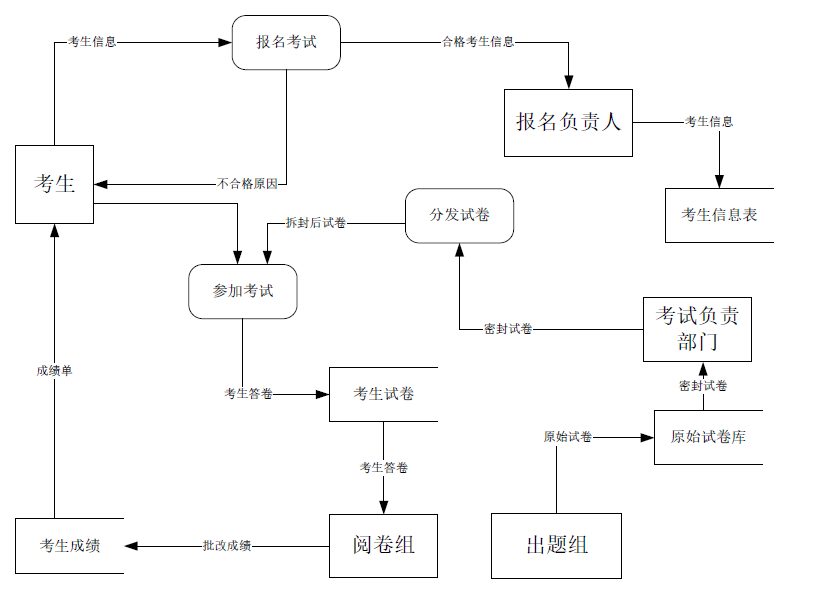 考生信息
报名考试
合格考生信息
报名负责人
考生信息
考生
不合格原因
分发试卷
考生信息表
拆封后试卷
参加考试
考试负责
部门
密封试卷
成绩单
考生答卷
考生试卷
密封试卷
原始试卷
原始试卷库
考生答卷
考生成绩
批改成绩
阅卷组
出题组